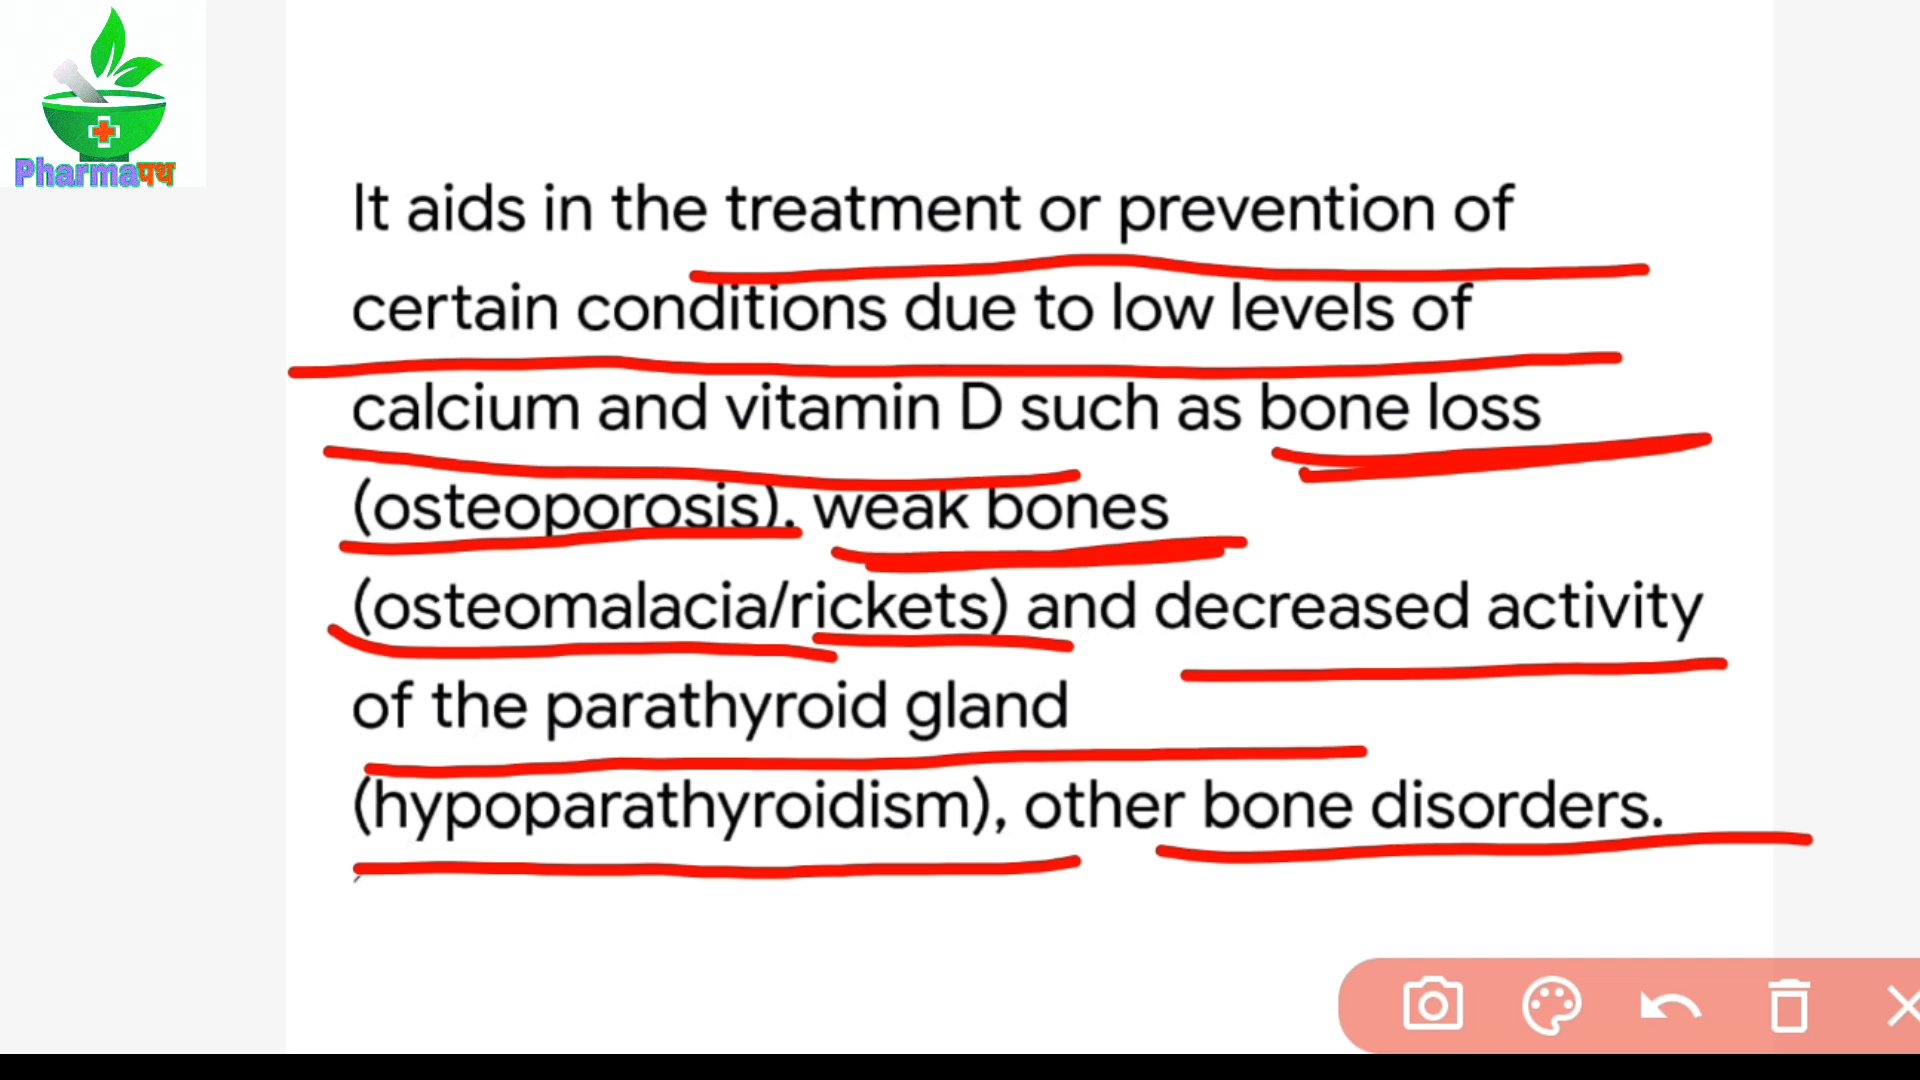 Pharmaपथ
It aids in the treatment or prevention of
certain conditions due to low levels of
calcium and vitamin D such as bone loss
(osteoporosis), weak bones
(osteomalacia/rickets) and decreased activity
of the parathyroid gland
(hypoparathyroidism), other bone disorders.